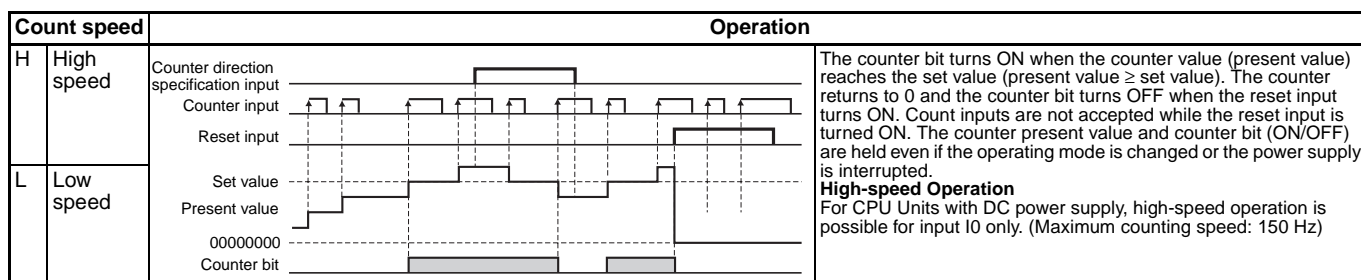 Count speed
Operation
H
High
speed
L
Low
speed
Counter direction
specification input
Counter input
Reset input
Set value
Present value
00000000
Counter bit
The counter bit turns ON when the counter value (present value)
reaches the set value (present value ≥ set value). The counter
returns to 0 and the counter bit turns OFF when the reset input
turns ON. Count inputs are not accepted while the reset input is
turned ON. The counter present value and counter bit (ON/OFF)
are held even if the operating mode is changed or the power supply
is interrupted.
High-speed Operation
For CPU Units with DC power supply, high-speed operation is
possible for input I0 only. (Maximum counting speed: 150 Hz)